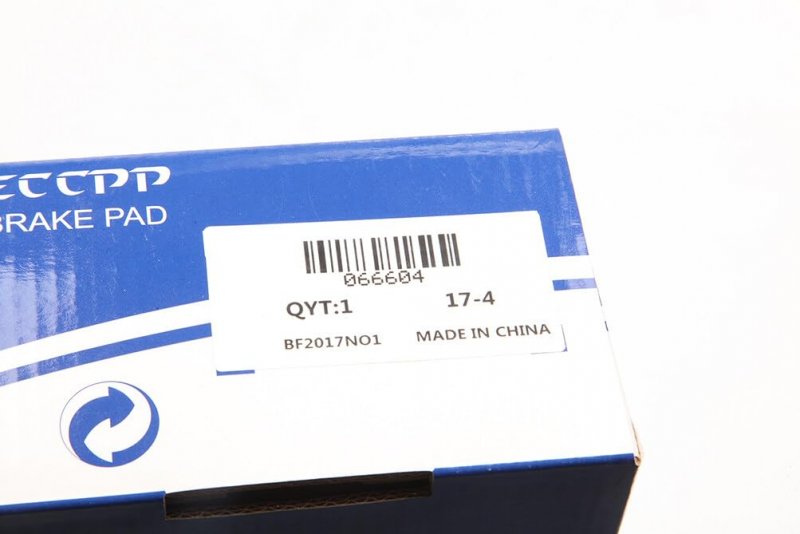 ECCPP
BRAKE PAD
066604
QYT:1 17-4
BF2017NO1 MADE IN CHINA